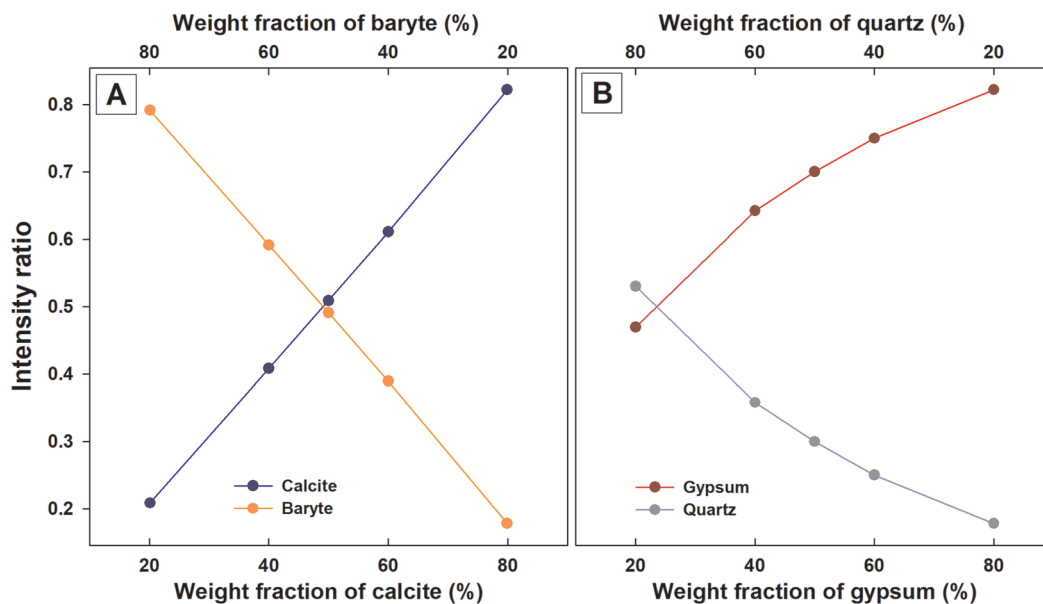 Weight fraction of baryte (%)
80 60 40 20
A
Intensity ratio
0.8
0.7
0.6
0.5
0.4
0.3
0.2
Calcite
Baryte
20 40 60 80
Weight fraction of calcite (%)
Weight fraction of quartz (%)
80 60 40 20
B
Gypsum
Quartz
20 40 60 80
Weight fraction of gypsum (%)